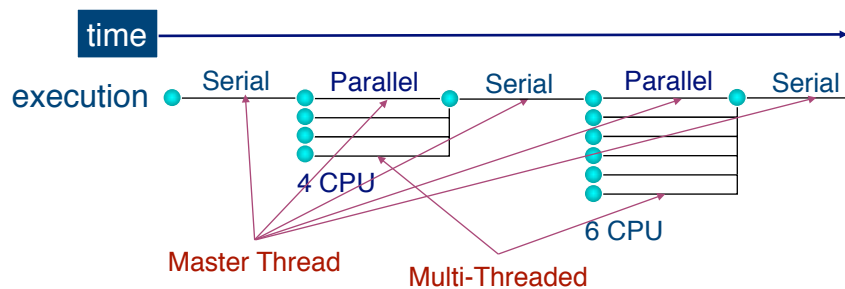 time
Serial Parallel Serial Parallel Serial
execution
4 CPU
6 CPU
Master Thread
Multi-Threaded